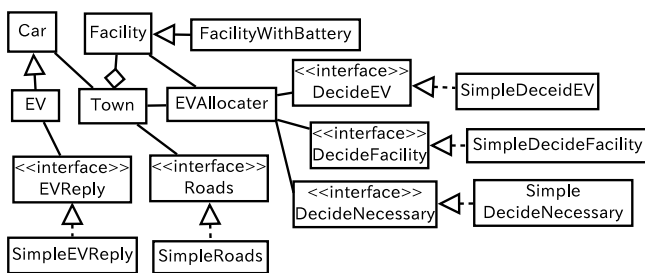 Car
Facility
FacilityWithBattery
EV
Town
EVAllocater
<<interface>>
DecideEV
SimpleDeceidEV
<<interface>>
DecideFacility
SimpleDecideFacility
<<interface>>
EVReply
<<interface>>
Roads
<<interface>>
DecideNecessary
Simple
DecideNecessary
SimpleEVReply
SimpleRoads